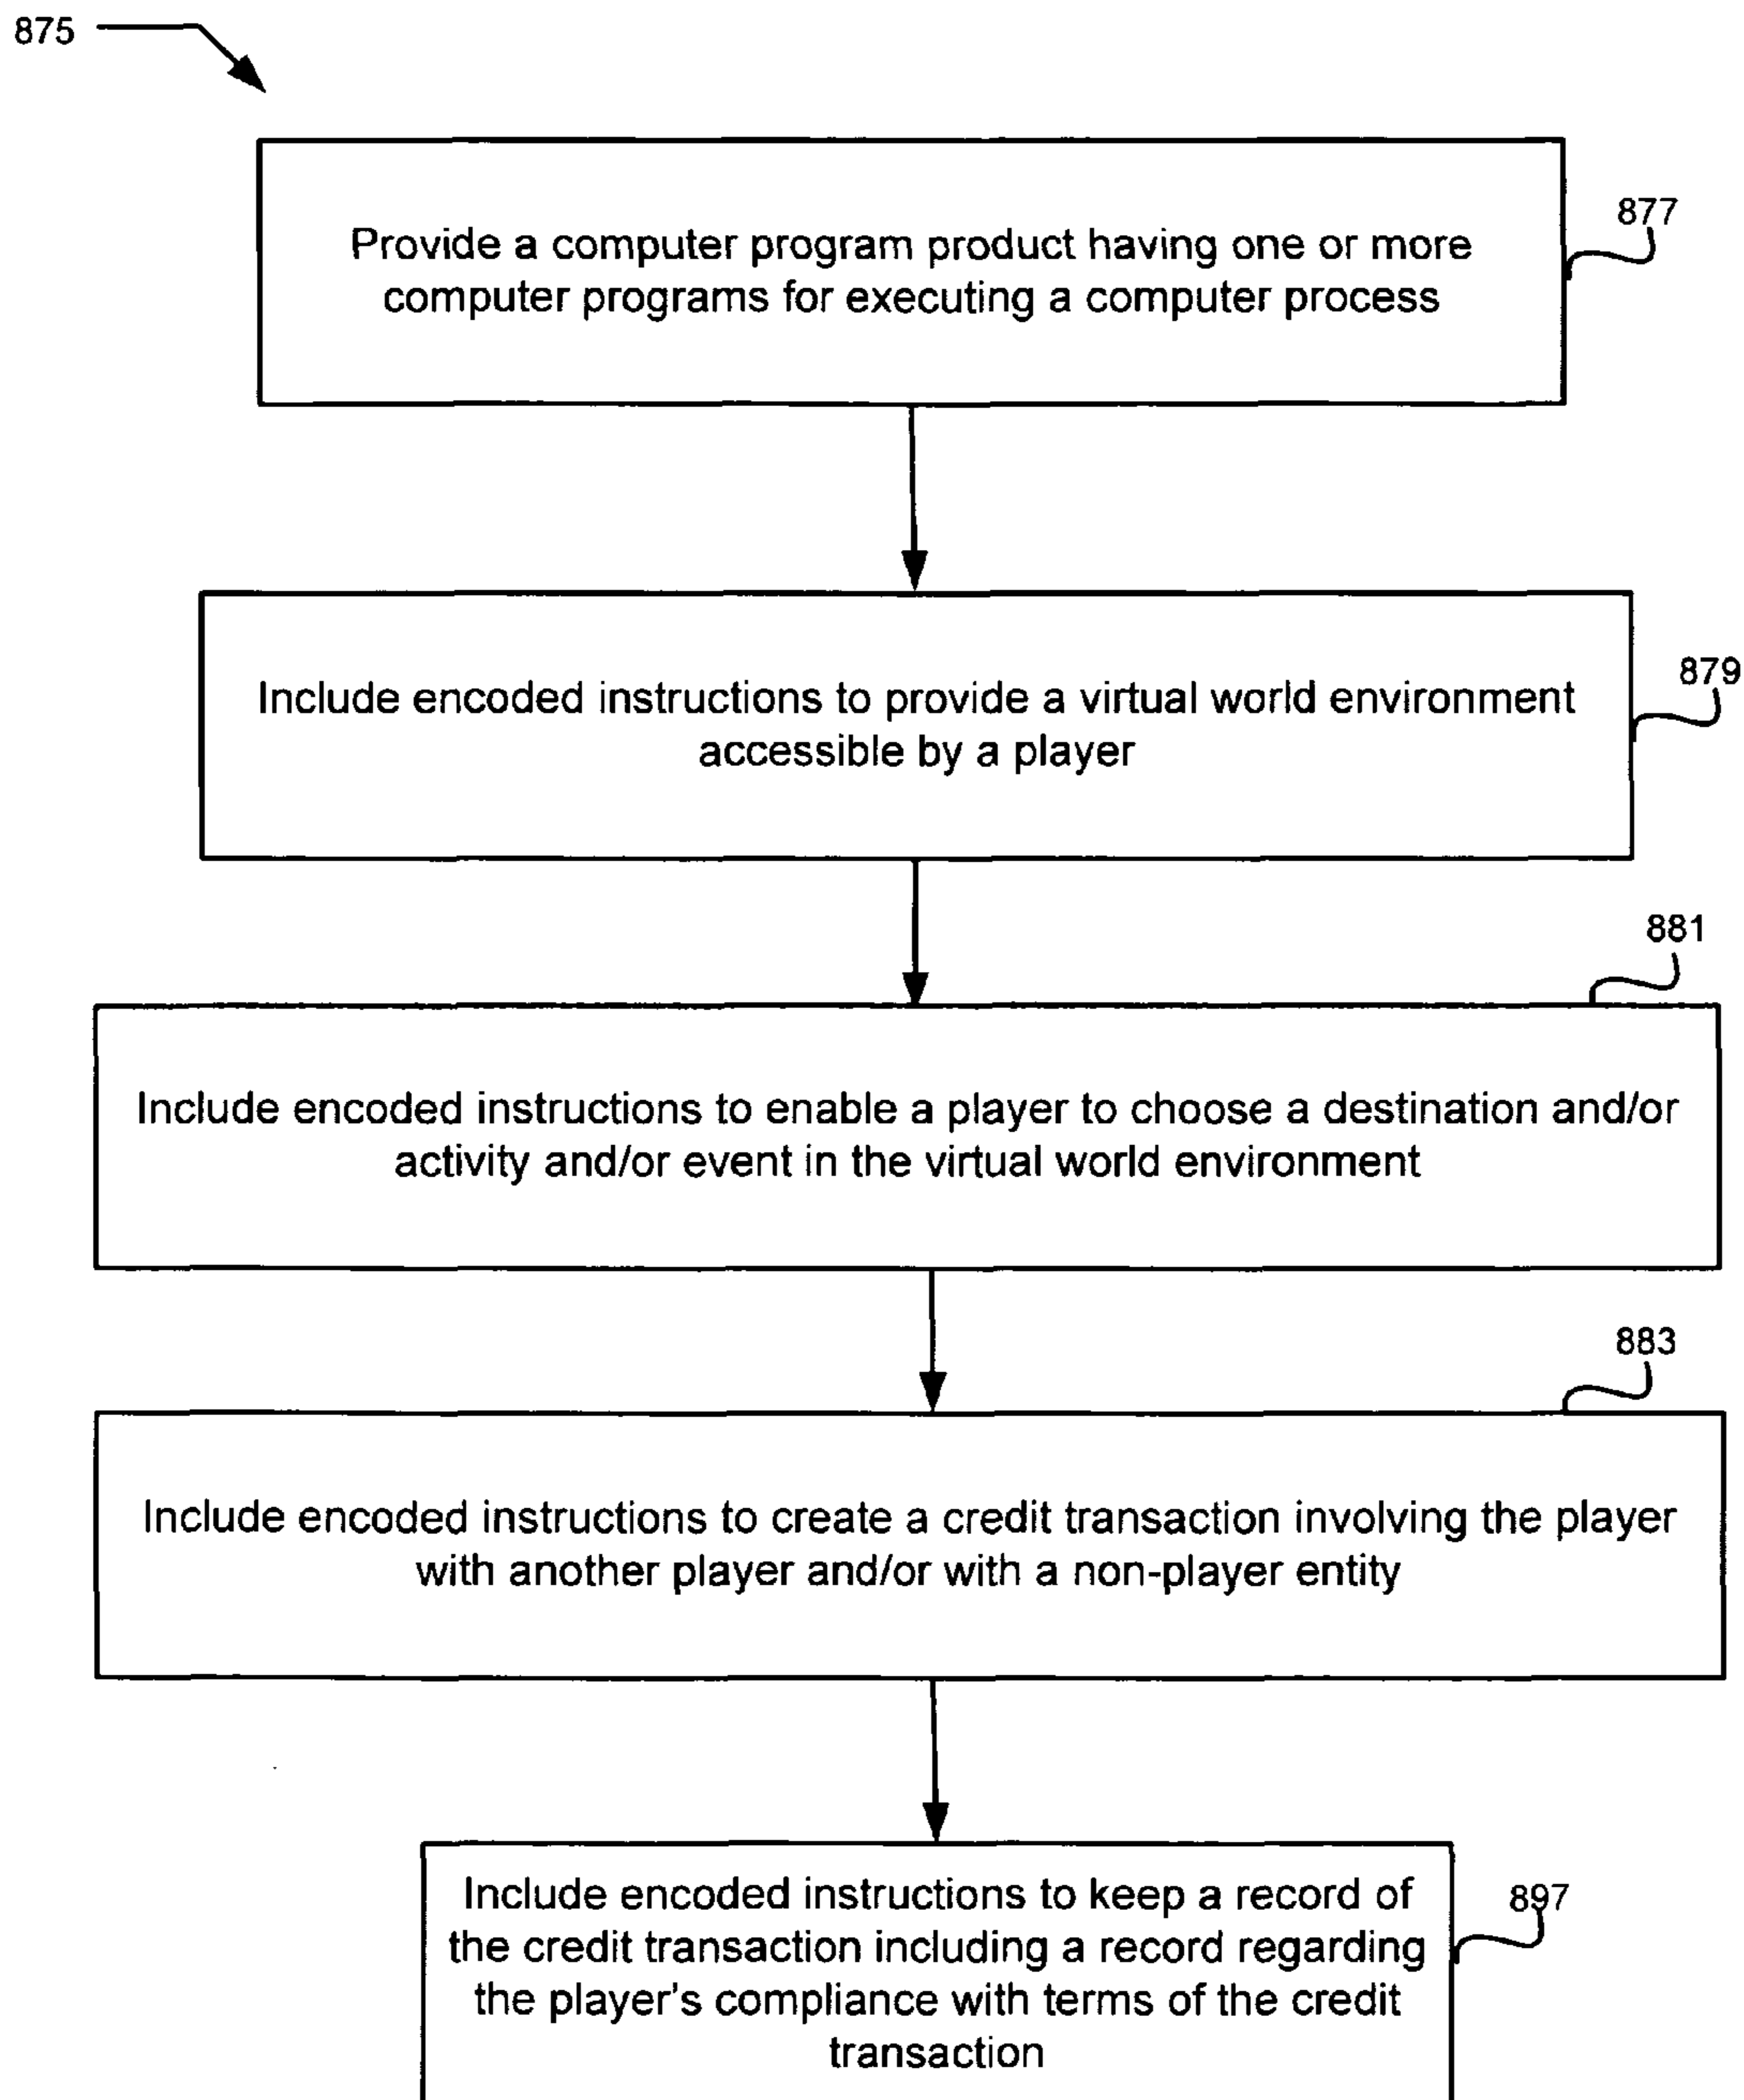 875
Provide a computer program product having one or more
computer programs for executing a computer process
877
Include encoded instructions to provide a virtual world environment
accessible by a player
879
881
Include encoded instructions to enable a player to choose a destination and/or
activity and/or event in the virtual world environment
883
Include encoded instructions to create a credit transaction involving the player
with another player and/or with a non-player entity
Include encoded instructions to keep a record of
the credit transaction including a record regarding
the player's compliance with terms of the credit
transaction
897